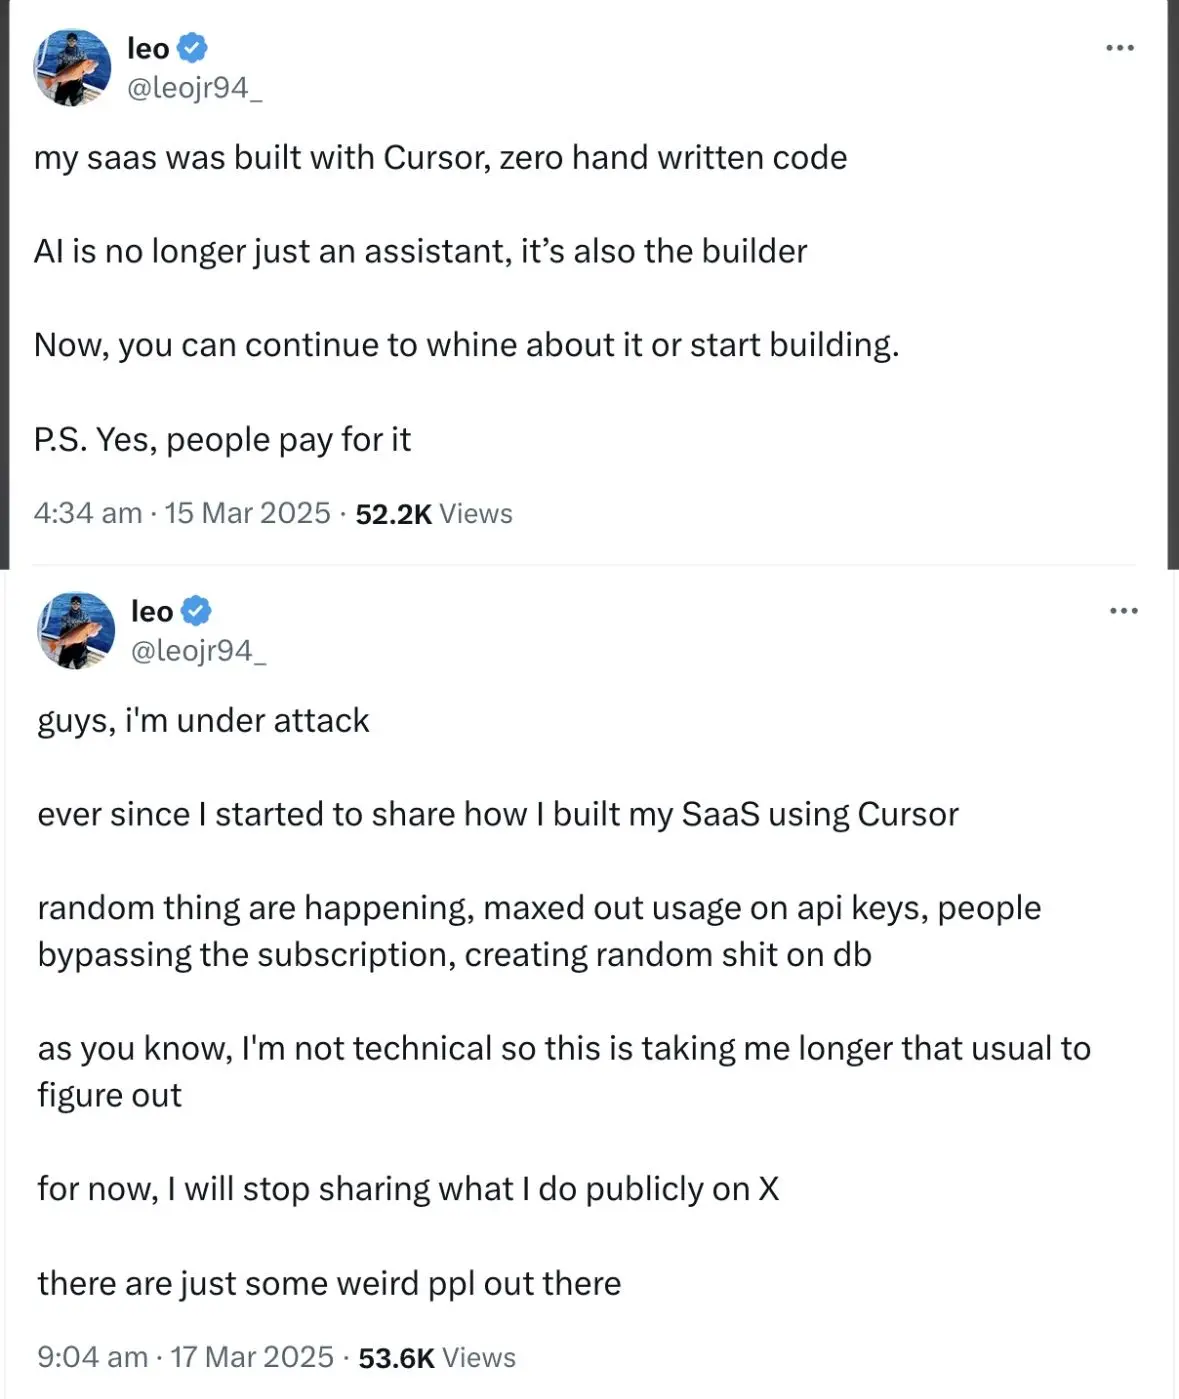 leo
@leojr94_
my saas was built with Cursor, zero hand written code
AI is no longer just an assistant, it’s also the builder
Now, you can continue to whine about it or start building.
P.S. Yes, people pay for it
4:34 am · 15 Mar 2025 · 52.2K Views
leo
@leojr94_
guys, i'm under attack
ever since I started to share how I built my SaaS using Cursor
random thing are happening, maxed out usage on api keys, people
bypassing the subscription, creating random shit on db
as you know, I'm not technical so this is taking me longer that usual to
figure out
for now, I will stop sharing what I do publicly on X
there are just some weird ppl out there
9:04 am · 17 Mar 2025 · 53.6K Views